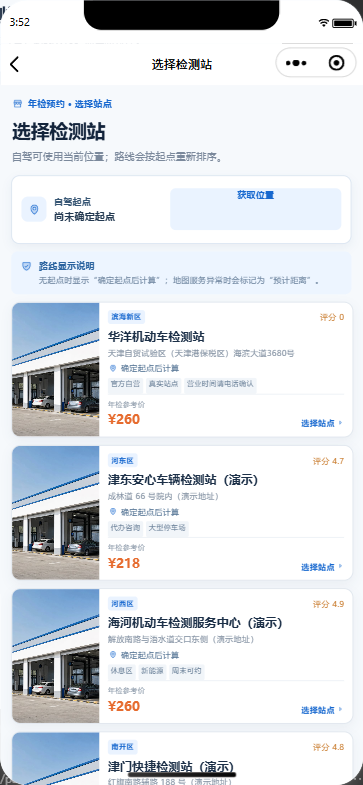 3:52
选择检测站
年检预约 • 选择站点
选择检测站
自驾可使用当前位置；路线会按起点重新排序。
自驾起点
尚未确定起点
获取位置
路线显示说明
无起点时显示“确定起点后计算”；地图服务异常时会标记为“预计距离”。
滨海新区
评分 0
华洋机动车检测站
天津自贸试验区（天津港保税区）海滨大道3680号
确定起点后计算
官方自营 真实站点 营业时间请电话确认
年检参考价
¥260
选择站点
河东区
评分 4.7
津东安心车辆检测站（演示）
成林道 66 号院内（演示地址）
确定起点后计算
代办咨询 大型停车场
年检参考价
¥218
选择站点
河西区
评分 4.9
海河机动车检测服务中心（演示）
解放南路与浯水道交口东侧（演示地址）
确定起点后计算
休息区 新能源 周末可约
年检参考价
¥260
选择站点
南开区
评分 4.8
津门快捷检测站（演示）
红旗南路辅路 188 号（演示地址）